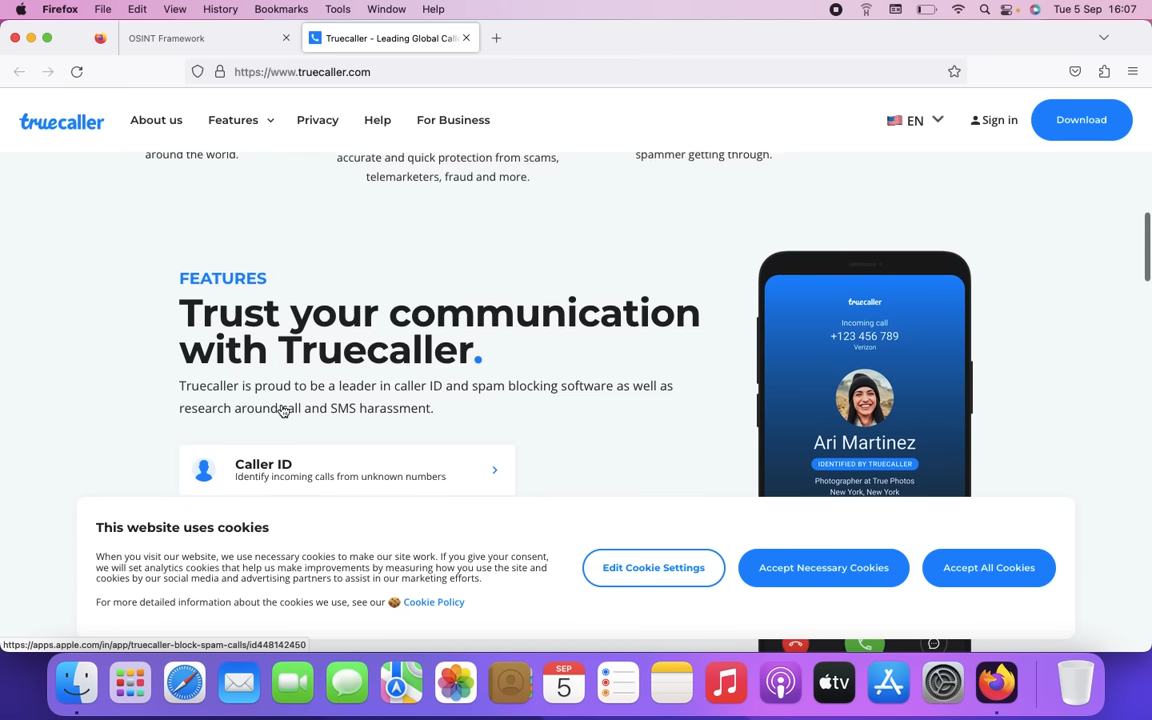 Firefox File Edit View History Bookmarks Tools Window Help Tue 5 Sep 16:07
OSINT Framework
Truecaller - Leading Global Call
https://www.truecaller.com
truecaller About us Features Privacy Help For Business EN Sign in Download
around the world.
accurate and quick protection from scams,
telemarketers, fraud and more.
spammer getting through.
FEATURES
Trust your communication
with Truecaller.
Truecaller is proud to be a leader in caller ID and spam blocking software as well as
research around call and SMS harassment.
Caller ID
Identify incoming calls from unknown numbers
truecaller
Incoming call
+123 456 789
Verizon
Ari Martinez
IDENTIFIED BY TRUECALLER
Photographer at True Photos
New York, New York
This website uses cookies
When you visit our website, we use necessary cookies to make our site work. If you give your consent,
we will set analytics cookies that help us make improvements by measuring how you use the site and
cookies by our social media and advertising partners to assist in our marketing efforts.
For more detailed information about the cookies we use, see our Cookie Policy
Edit Cookie Settings
Accept Necessary Cookies
Accept All Cookies
https://apps.apple.com/in/app/truecaller-block-spam-calls/id448142450
SEP
5
tv